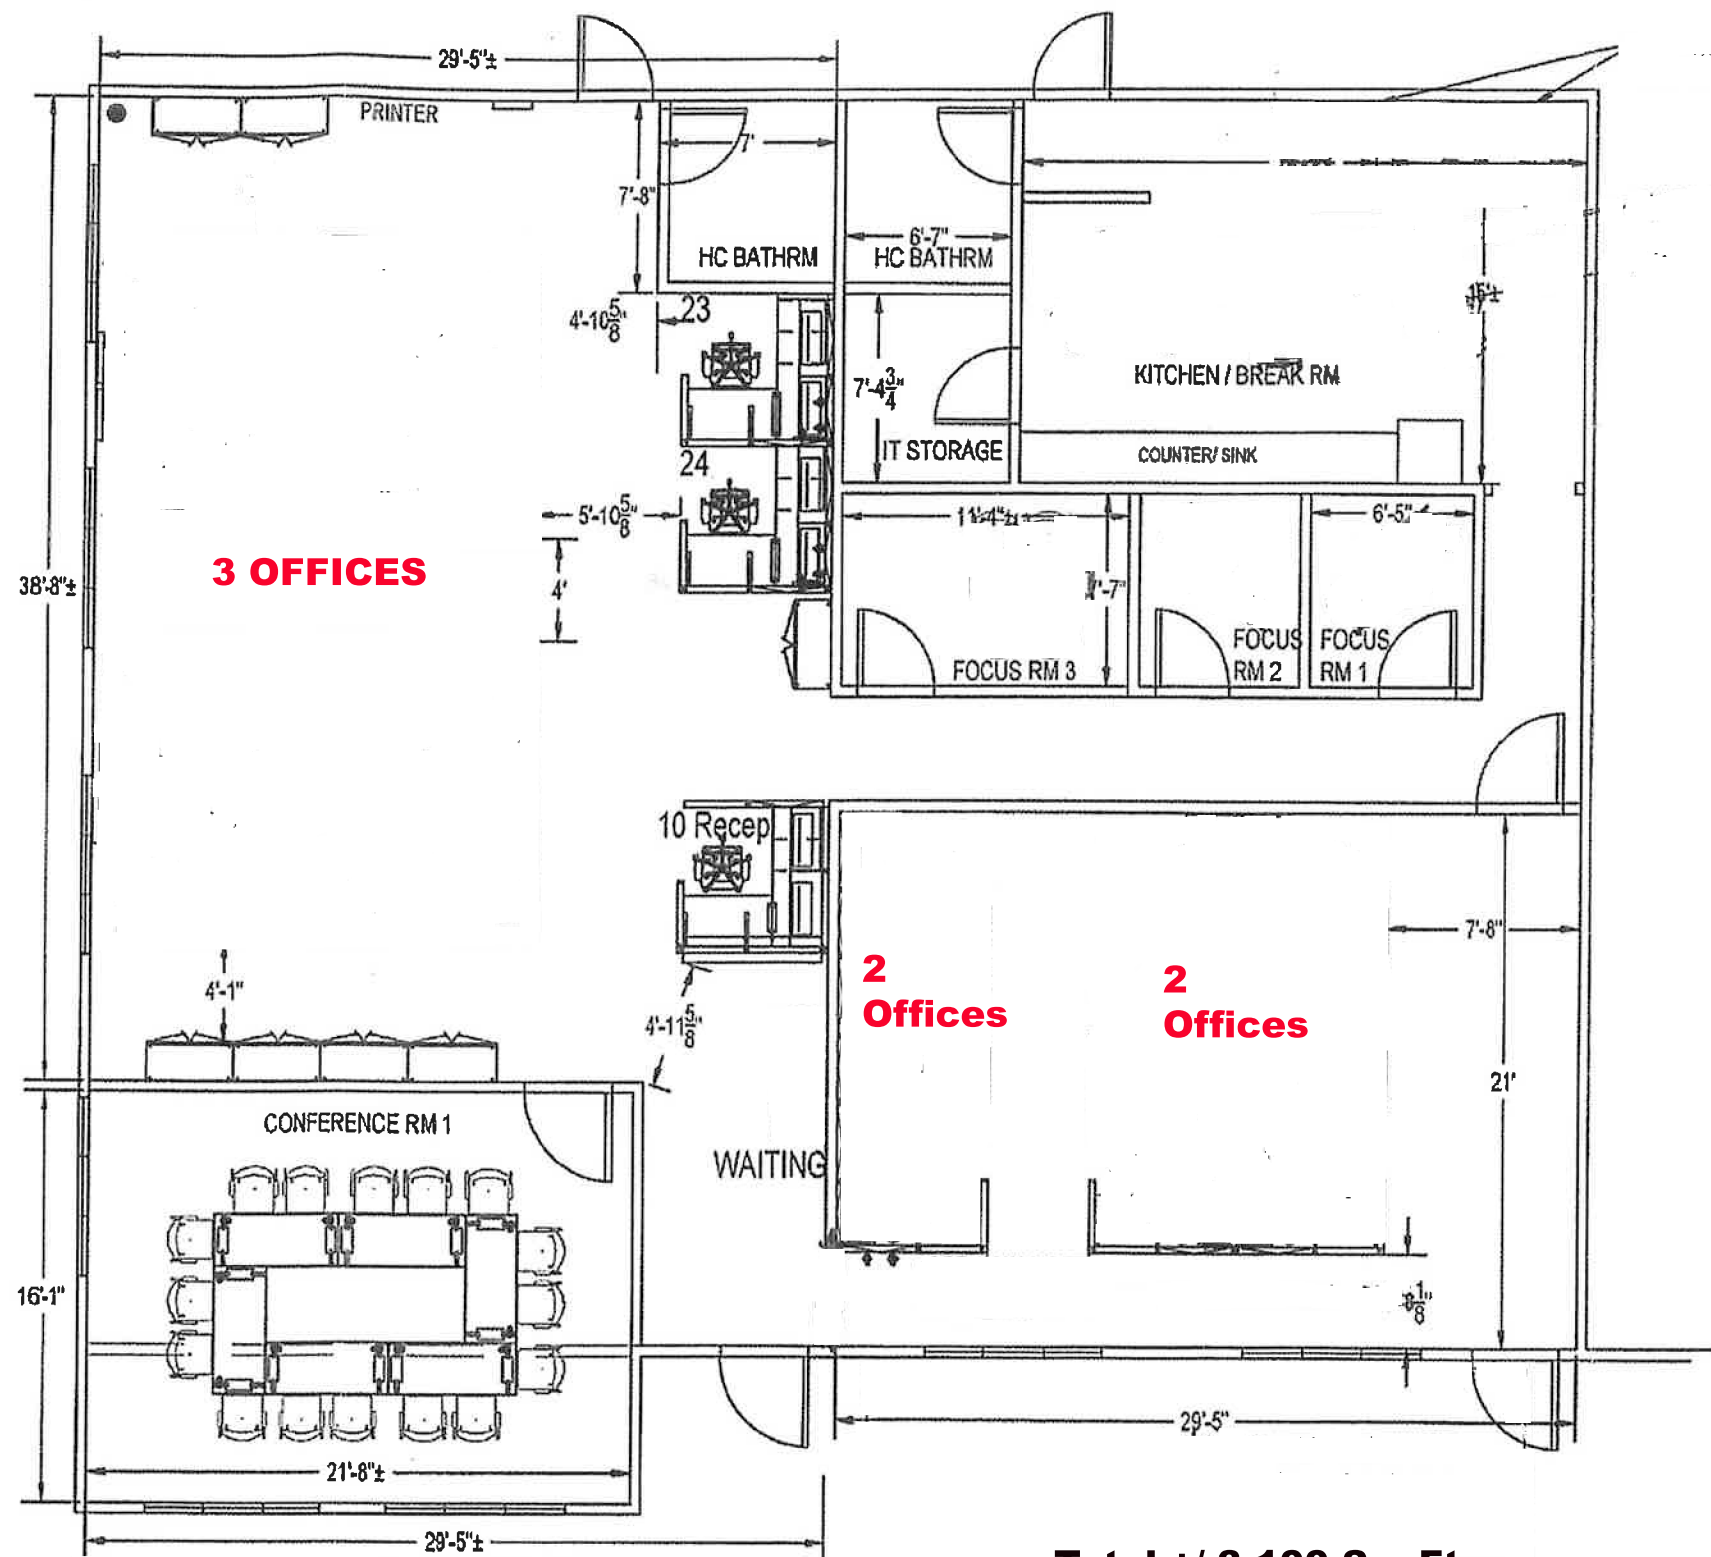 29'-5"±
PRINTER
7'
7'-8"
6'-7"
HC BATHRM
HC BATHRM
23
4'-10 5/8"
7'-4 3/4"
KITCHEN / BREAK RM
IT STORAGE
COUNTER/ SINK
24
5'-10 5/8"
11'-4"±
6'-5"
3 OFFICES
38'-8"±
4'
FOCUS RM 3
FOCUS
RM 2
FOCUS
RM 1
10 Recep
7'-8"
2
Offices
2
Offices
4'-1"
4'-11 5/8"
21'
CONFERENCE RM 1
WAITING
16'-1"
29'-5"
21'-8"±
29'-5"±